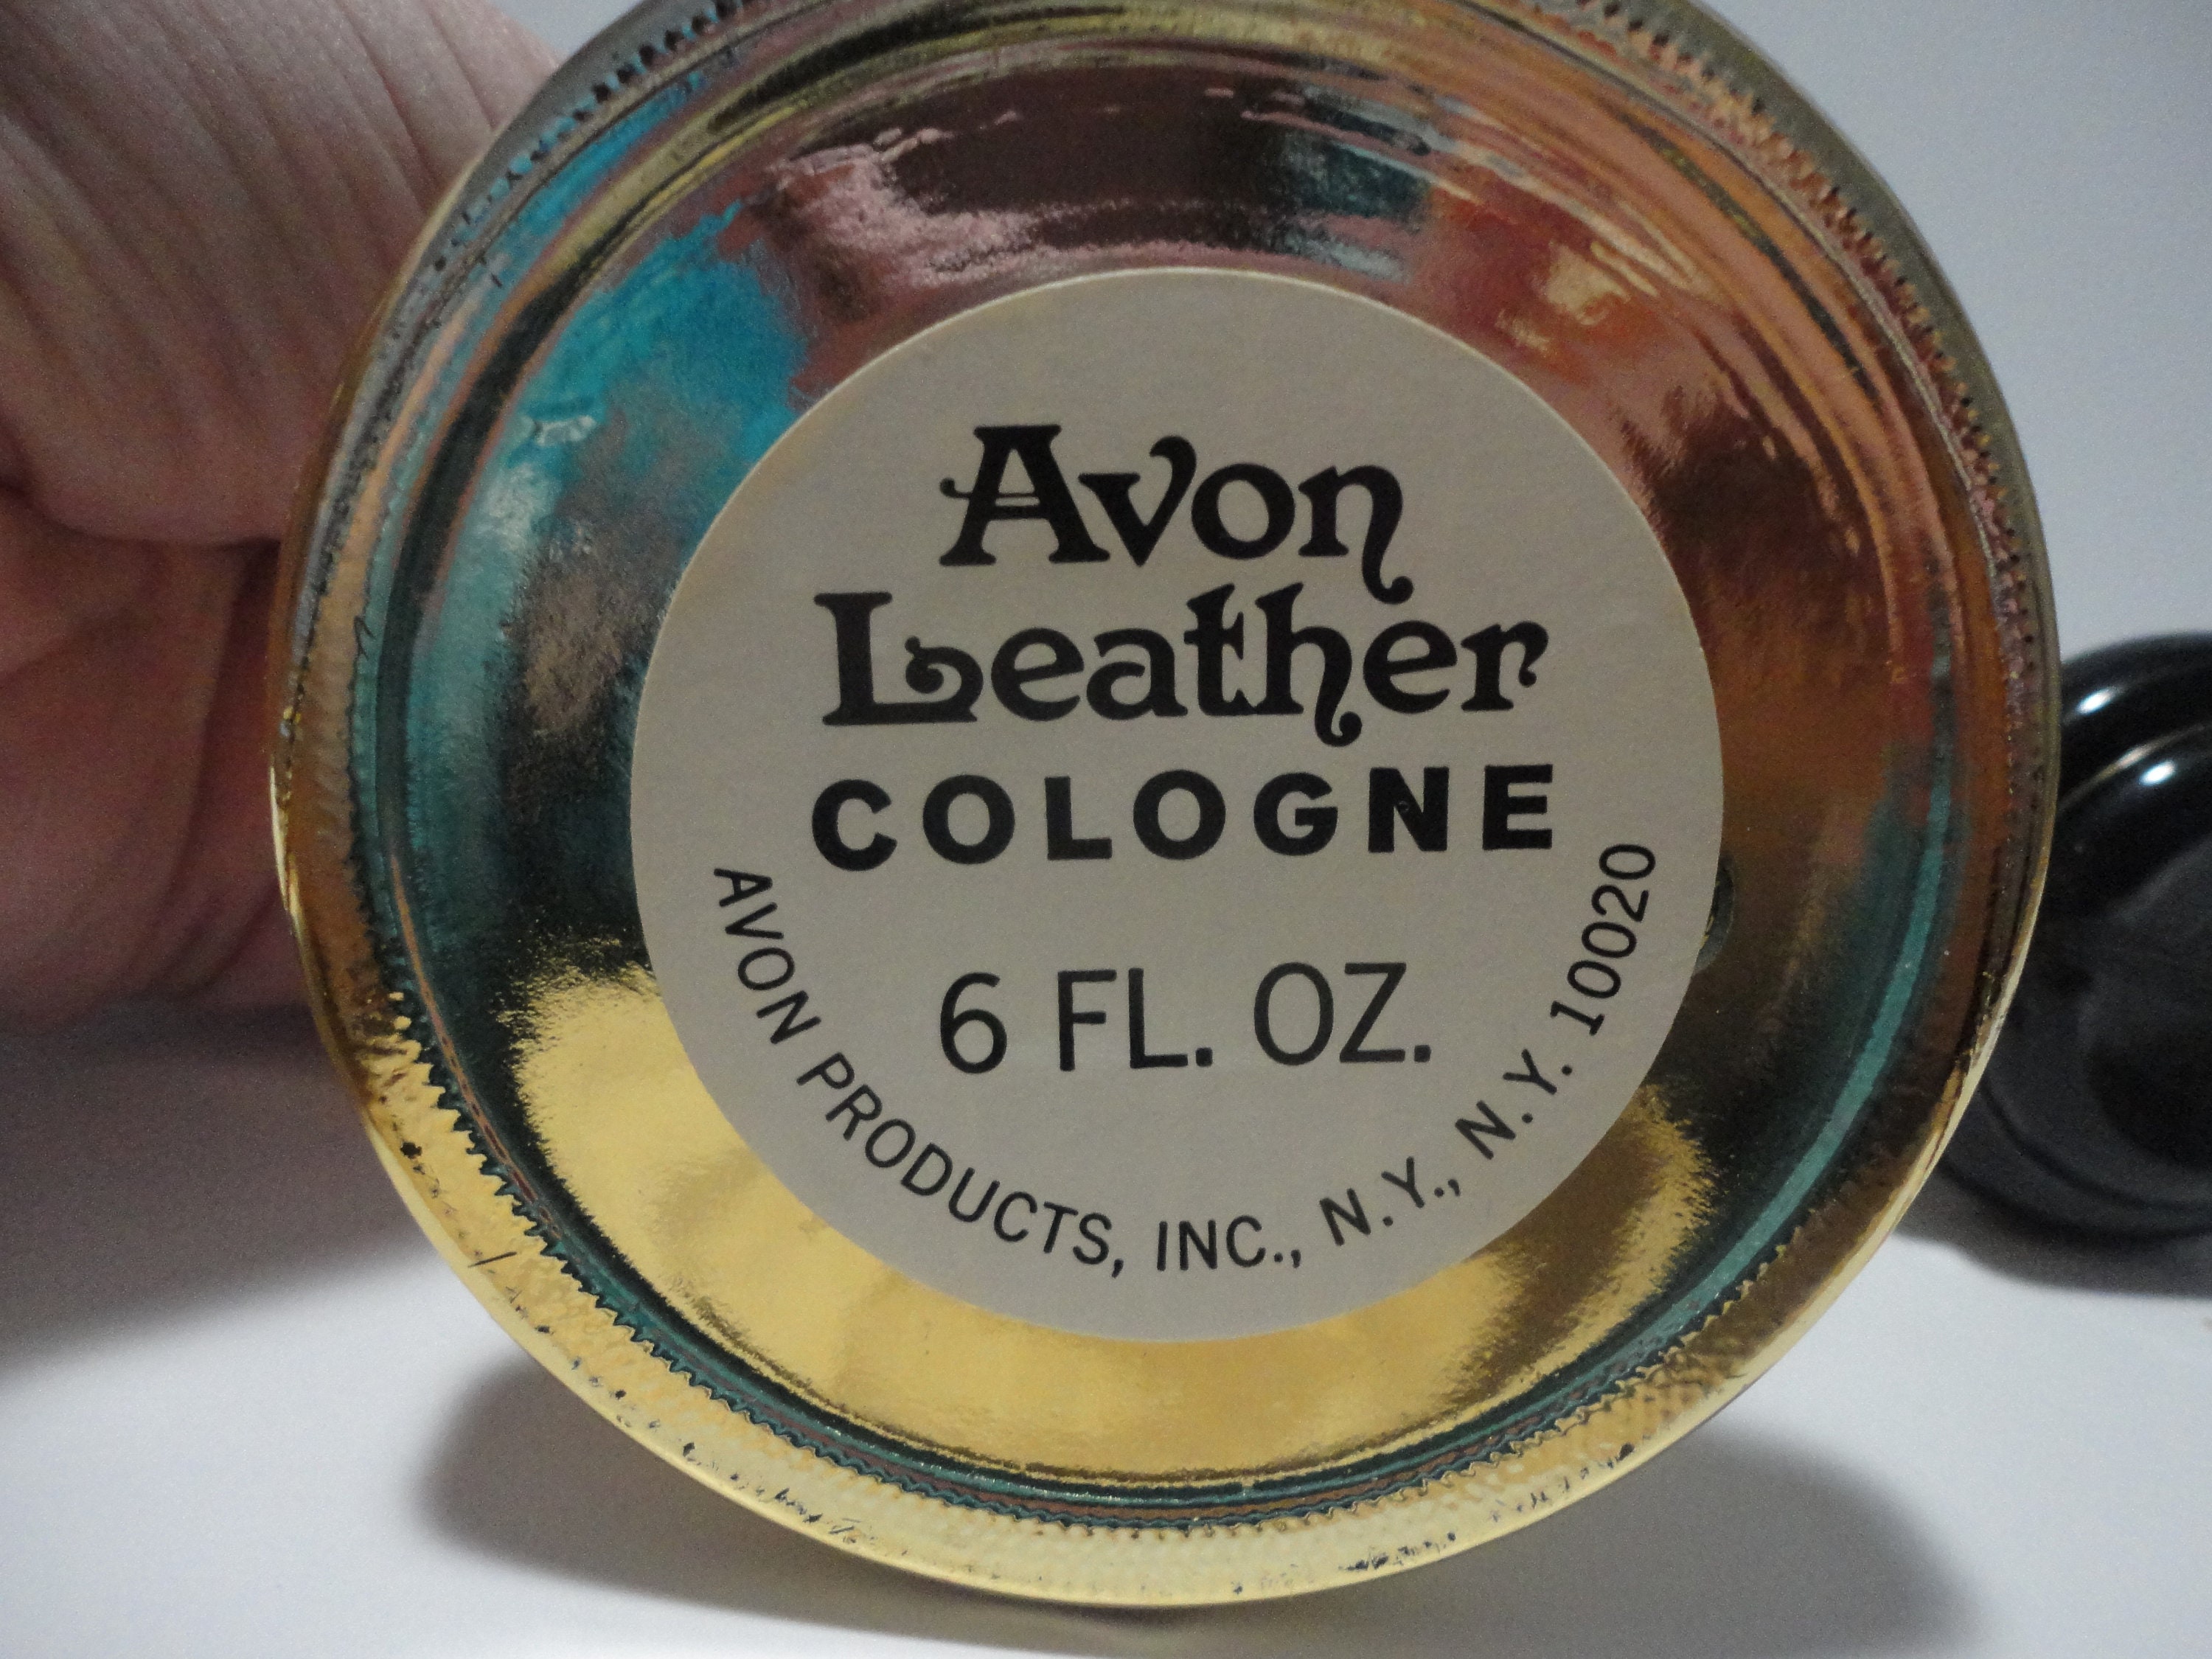 Avon
Leather
COLOGNE
6 FL. OZ.
AVON PRODUCTS, INC., N.Y., N.Y. 10020